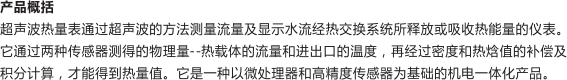 产品概括
超声波热量表通过超声波的方法测量流量及显示水流经热交换系统所释放或吸收热能量的仪表。
它通过两种传感器测得的物理量--热载体的流量和进出口的温度，再经过密度和热焓值的补偿及
积分计算，才能得到热量值。它是一种以微处理器和高精度传感器为基础的机电一体化产品。